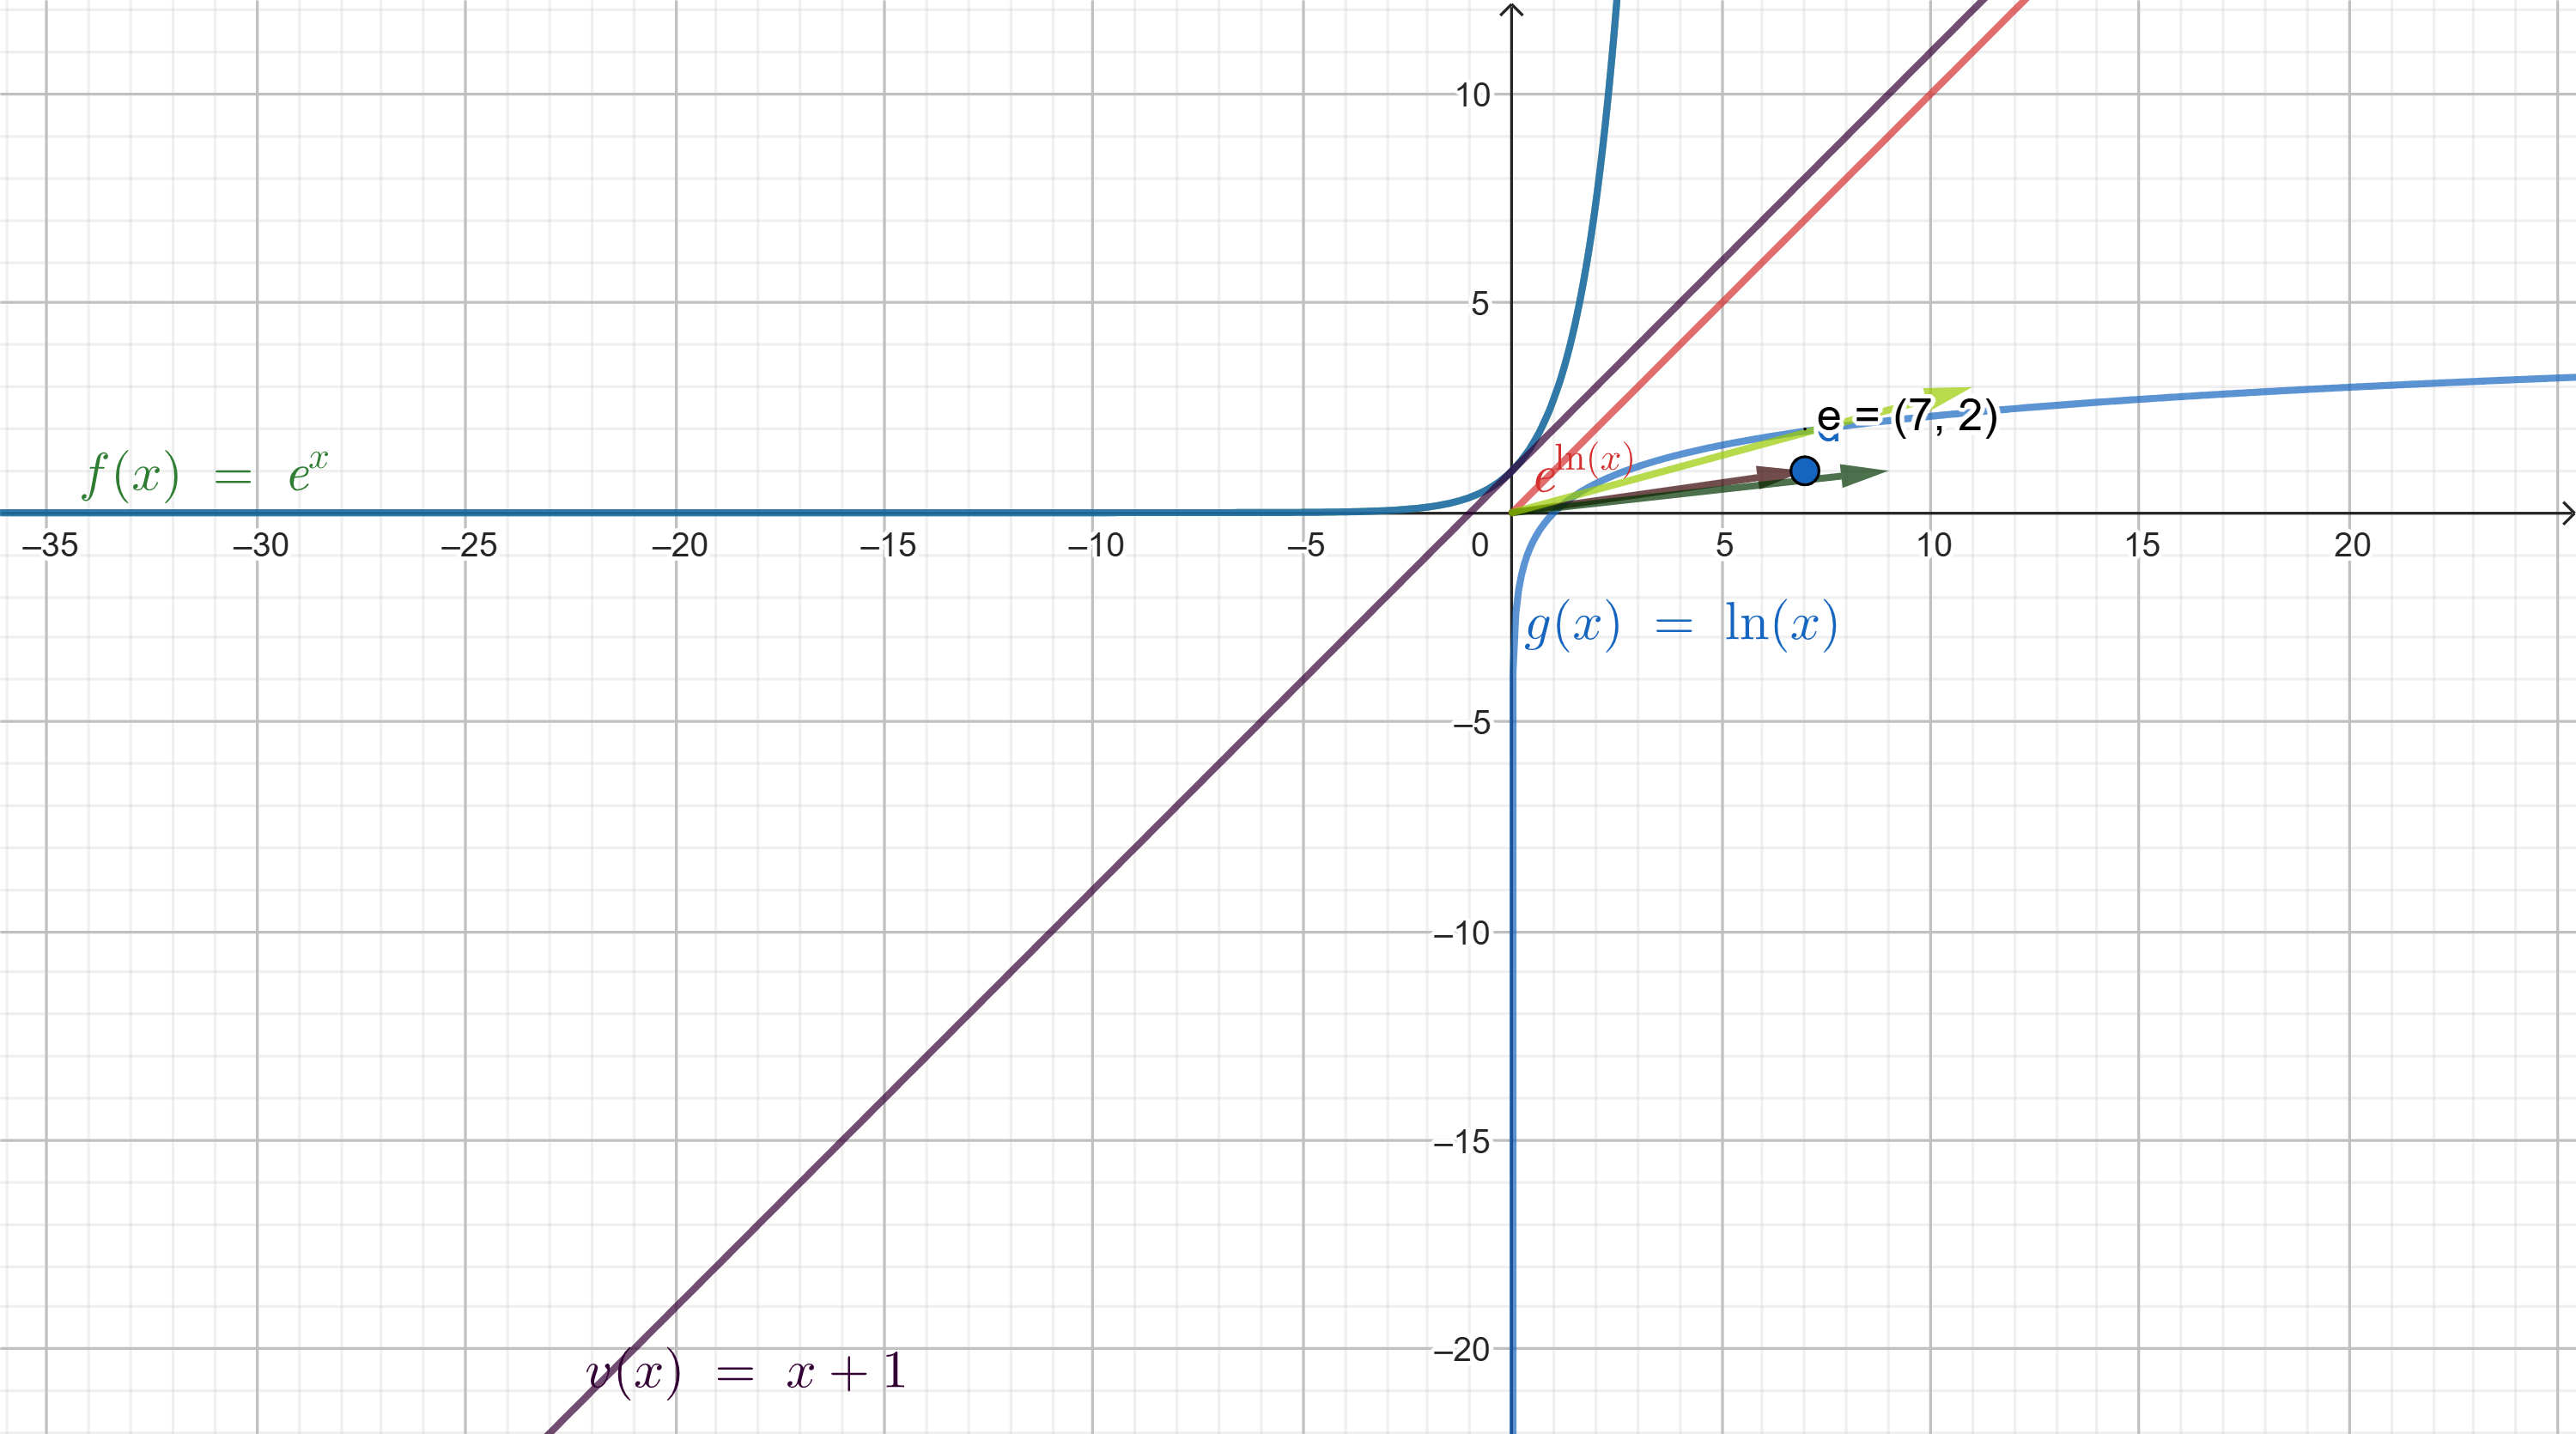 10
5
e = (7, 2)
e^{ln(x)}
f(x) = e^x
–35 –30 –25 –20 –15 –10 –5 0 5 10 15 20
g(x) = ln(x)
–5
–10
–15
–20
v(x) = x + 1